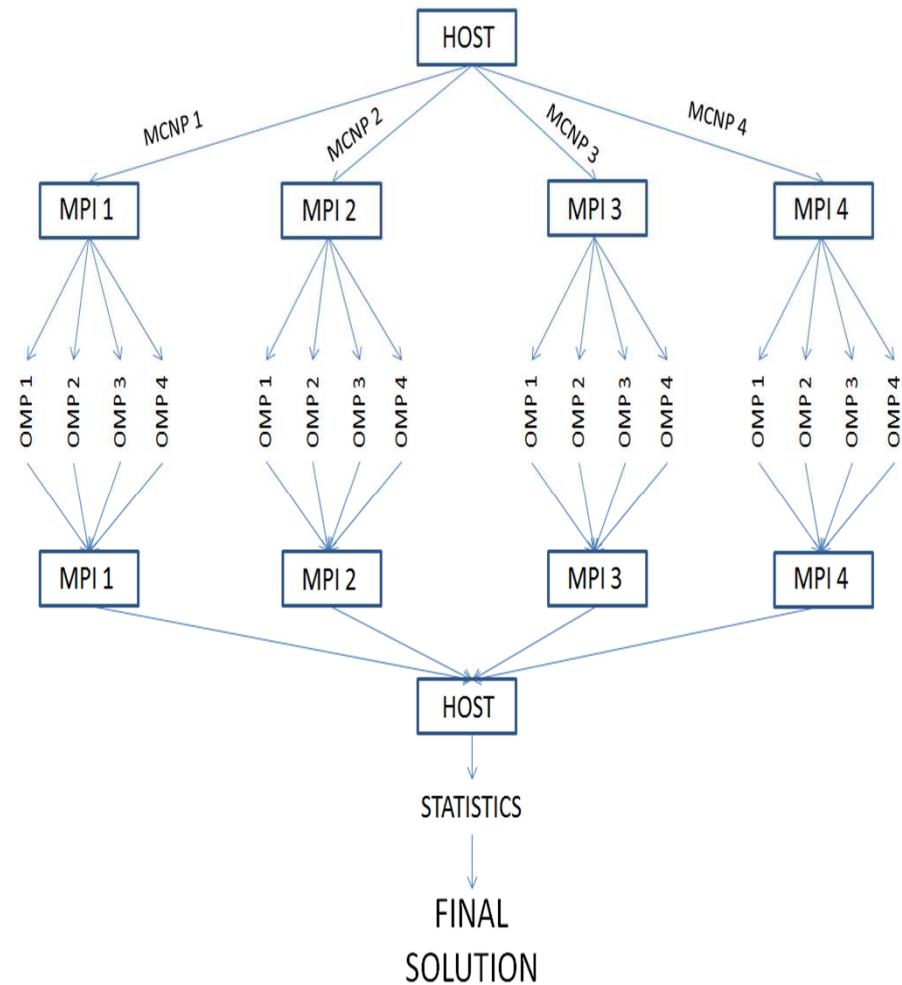 HOST
MCNP 1
MCNP 2
MCNP 3
MCNP 4
MPI 1
MPI 2
MPI 3
MPI 4
OMP 1
OMP 2
OMP 3
OMP 4
OMP 1
OMP 2
OMP 3
OMP 4
OMP 1
OMP 2
OMP 3
OMP 4
OMP 1
OMP 2
OMP 3
OMP 4
MPI 1
MPI 2
MPI 3
MPI 4
HOST
STATISTICS
FINAL
SOLUTION